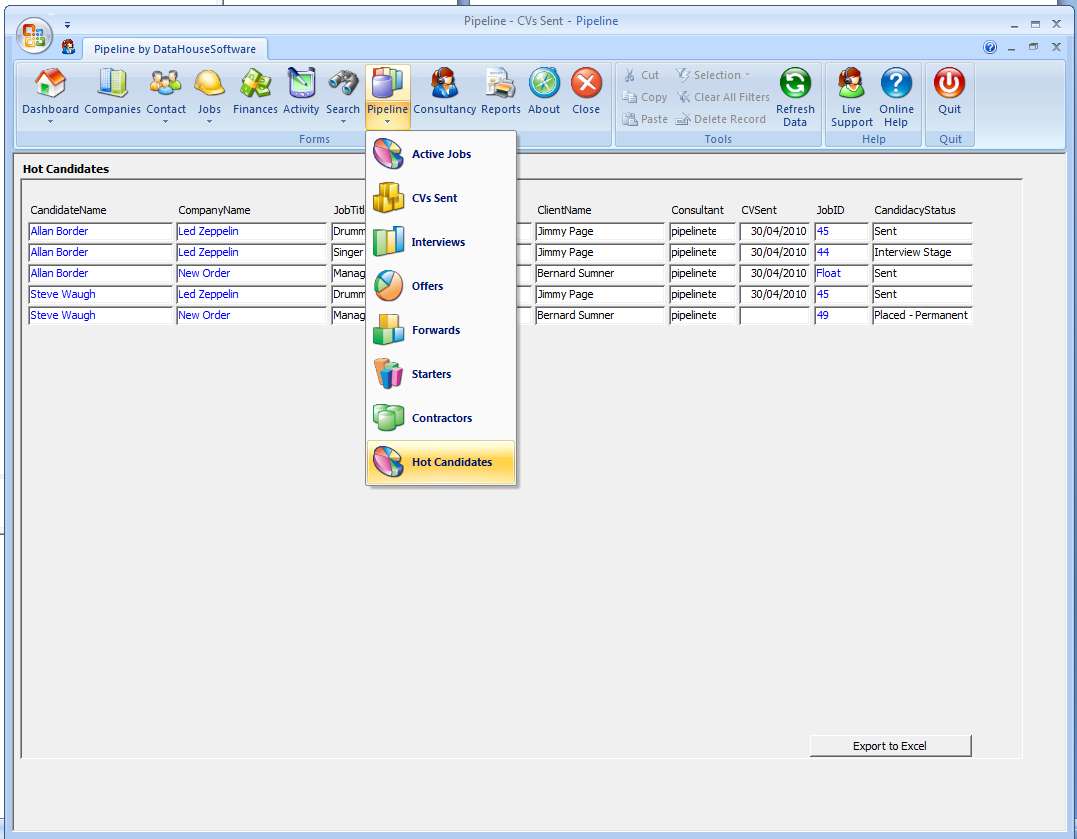 Pipeline - CVs Sent - Pipeline
Pipeline by DataHouseSoftware
Dashboard Companies Contact Jobs Finances Activity Search Pipeline Consultancy Reports About Close
Forms
Cut Selection
Copy Clear All Filters
Paste Delete Record
Refresh Data
Tools
Live Support Online Help
Help
Quit
Quit
Active Jobs
CVs Sent
Interviews
Offers
Forwards
Starters
Contractors
Hot Candidates
Hot Candidates
CandidateName CompanyName JobTitl ClientName Consultant CVSent JobID CandidacyStatus
Allan Border Led Zeppelin Drumm Jimmy Page pipelinete 30/04/2010 45 Sent
Allan Border Led Zeppelin Singer Jimmy Page pipelinete 30/04/2010 44 Interview Stage
Allan Border New Order Manag Bernard Sumner pipelinete 30/04/2010 Float Sent
Steve Waugh Led Zeppelin Drumm Jimmy Page pipelinete 30/04/2010 45 Sent
Steve Waugh New Order Manag Bernard Sumner pipelinete 49 Placed - Permanent
Export to Excel